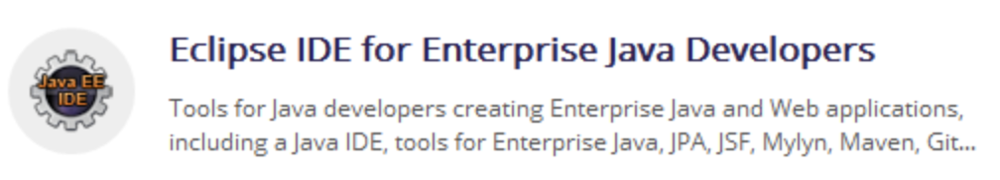 Java EE
IDE
Eclipse IDE for Enterprise Java Developers
Tools for Java developers creating Enterprise Java and Web applications,
including a Java IDE, tools for Enterprise Java, JPA, JSF, Mylyn, Maven, Git...